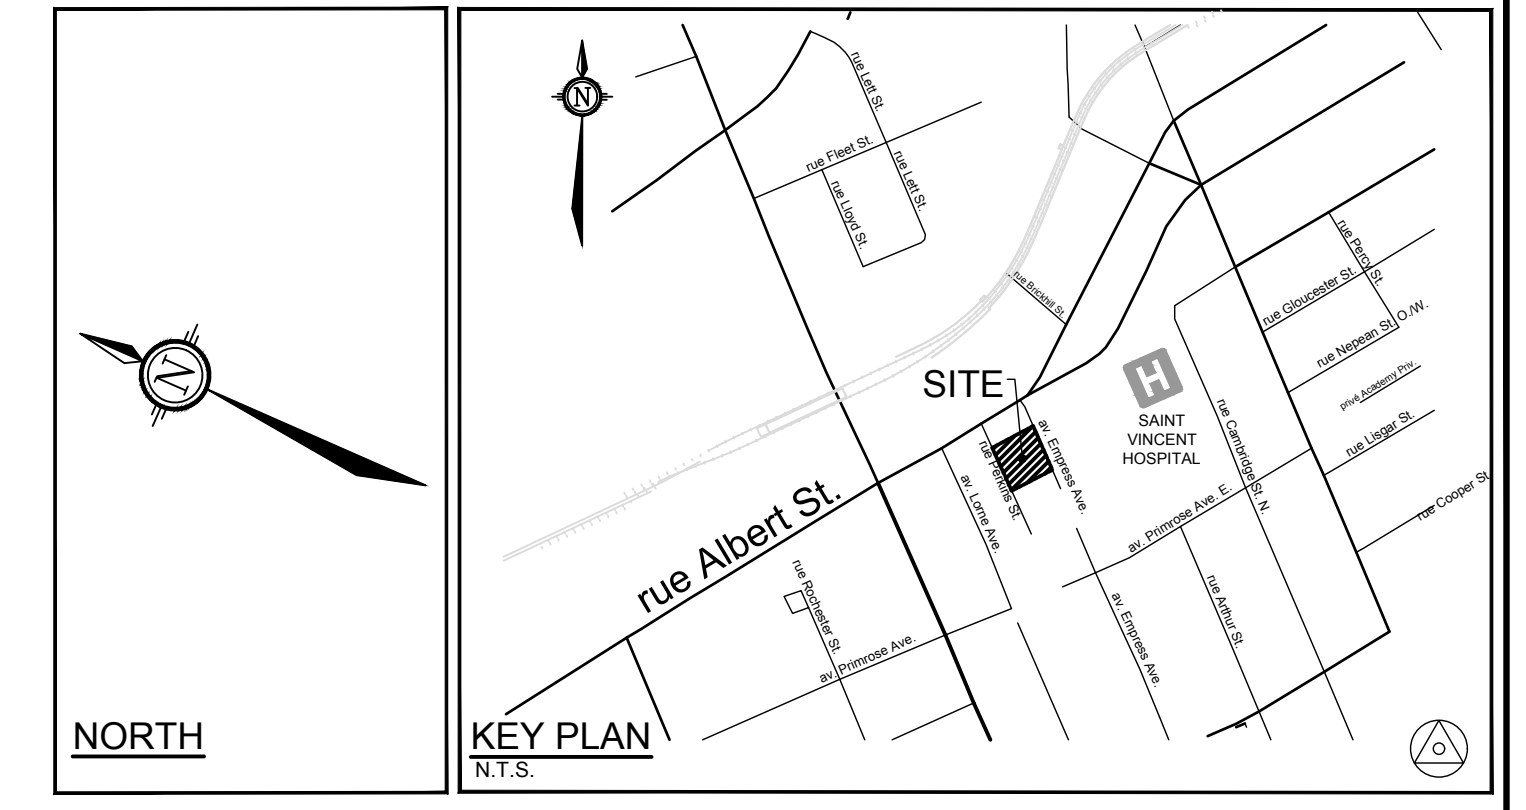 N
NORTH
N
rue Lett St.
rue Fleet St.
rue Lett St.
rue Lloyd St.
rue Brickhill St.
rue Percy St.
rue Gloucester St.
rue Nepean St. O./W.
privé Academy Priv.
rue Lisgar St.
rue Cooper St
SITE
H
SAINT
VINCENT
HOSPITAL
rue Cambridge St. N.
av. Empress Ave.
rue Perkins St.
av. Lorne Ave.
av. Primrose Ave. E.
rue Albert St.
rue Rochester St.
av. Primrose Ave.
av. Empress Ave.
rue Arthur St.
KEY PLAN
N.T.S.